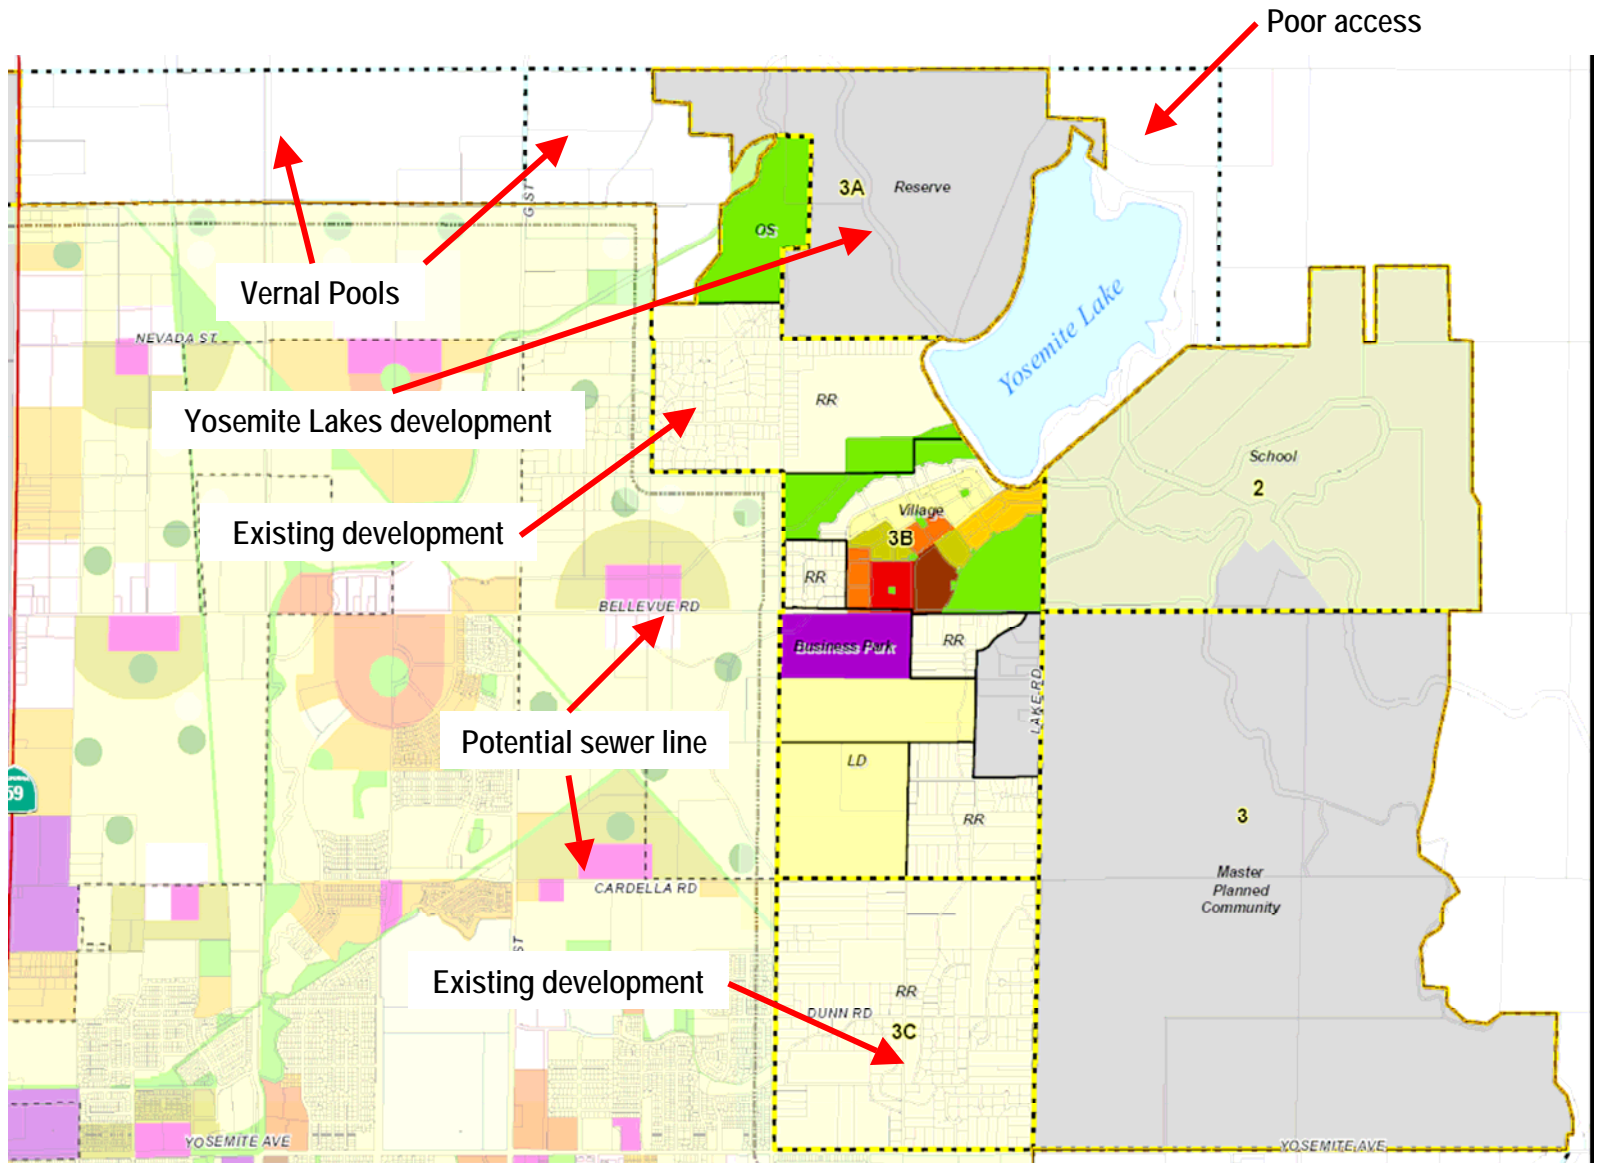 Poor access
3A
Reserve
G ST
OS
Vernal Pools
Yosemite Lake
NEVADA ST
Yosemite Lakes development
RR
School
2
Existing development
Village
3B
RR
BELLEVUE RD
Business Park
RR
LAKE RD
Potential sewer line
LD
59
RR
3
Master
Planned
Community
CARDELLA RD
ST
Existing development
RR
DUNN RD
3C
YOSEMITE AVE
YOSEMITE AVE